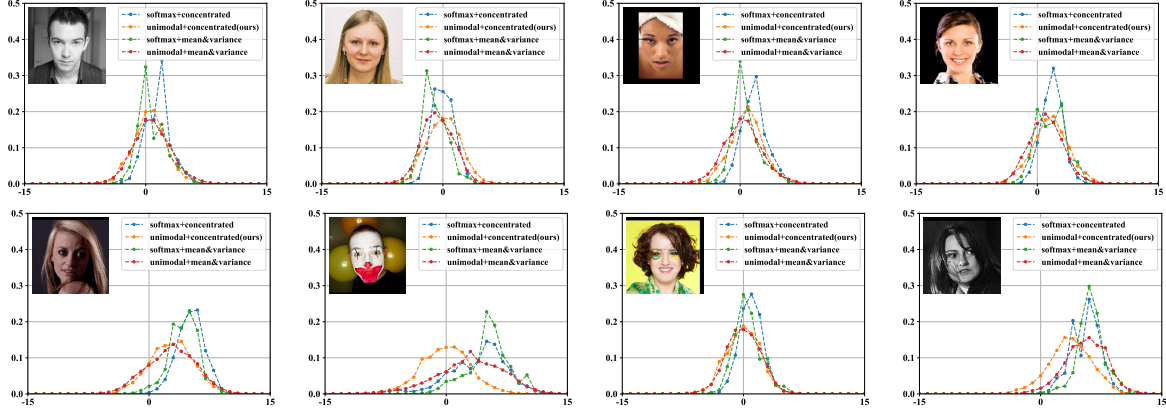 0.5
0.4
0.3
0.2
0.1
0.0
-15
0
15
softmax+concentrated
unimodal+concentrated(ours)
softmax+mean&variance
unimodal+mean&variance
0.5
0.4
0.3
0.2
0.1
0.0
-15
0
15
softmax+concentrated
unimodal+concentrated(ours)
softmax+mean&variance
unimodal+mean&variance
0.5
0.4
0.3
0.2
0.1
0.0
-15
0
15
softmax+concentrated
unimodal+concentrated(ours)
softmax+mean&variance
unimodal+mean&variance
0.5
0.4
0.3
0.2
0.1
0.0
-15
0
15
softmax+concentrated
unimodal+concentrated(ours)
softmax+mean&variance
unimodal+mean&variance
0.5
0.4
0.3
0.2
0.1
0.0
-15
0
15
softmax+concentrated
unimodal+concentrated(ours)
softmax+mean&variance
unimodal+mean&variance
0.5
0.4
0.3
0.2
0.1
0.0
-15
0
15
softmax+concentrated
unimodal+concentrated(ours)
softmax+mean&variance
unimodal+mean&variance
0.5
0.4
0.3
0.2
0.1
0.0
-15
0
15
softmax+concentrated
unimodal+concentrated(ours)
softmax+mean&variance
unimodal+mean&variance
0.5
0.4
0.3
0.2
0.1
0.0
-15
0
15
softmax+concentrated
unimodal+concentrated(ours)
softmax+mean&variance
unimodal+mean&variance